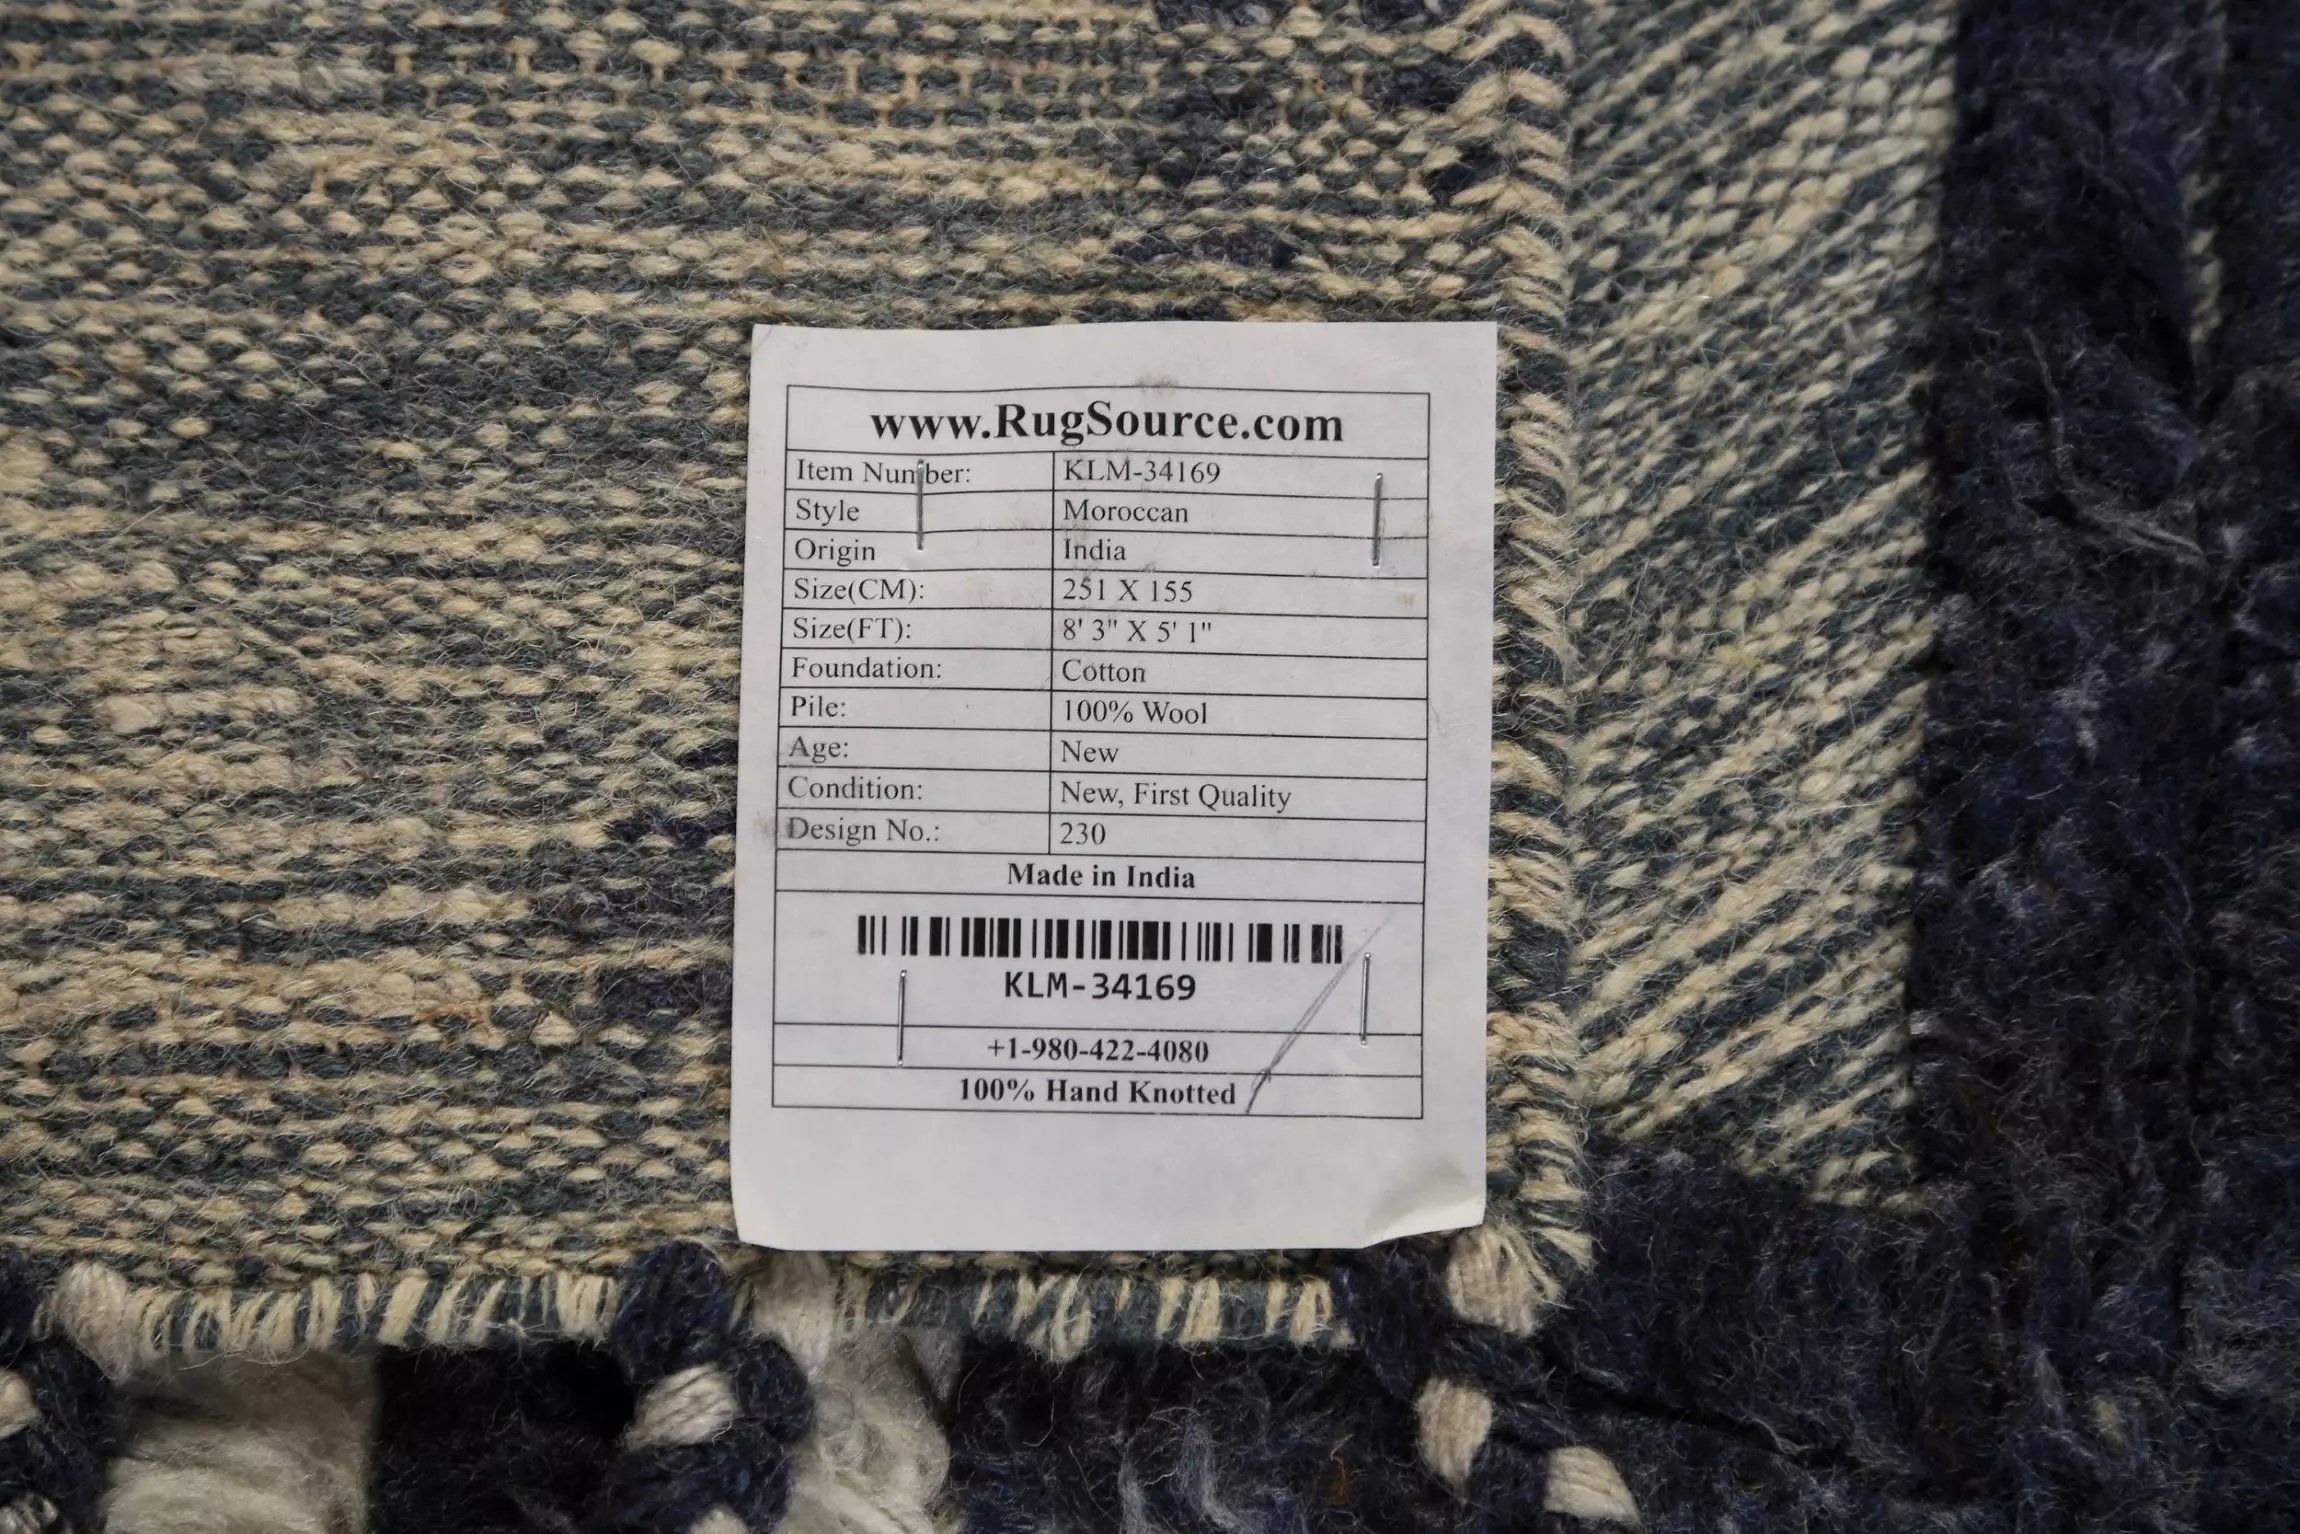 www.RugSource.com
Item Number: KLM-34169
Style Moroccan
Origin India
Size(CM): 251 X 155
Size(FT): 8' 3" X 5' 1"
Foundation: Cotton
Pile: 100% Wool
Age: New
Condition: New, First Quality
Design No.: 230
Made in India
KLM-34169
+1-980-422-4080
100% Hand Knotted